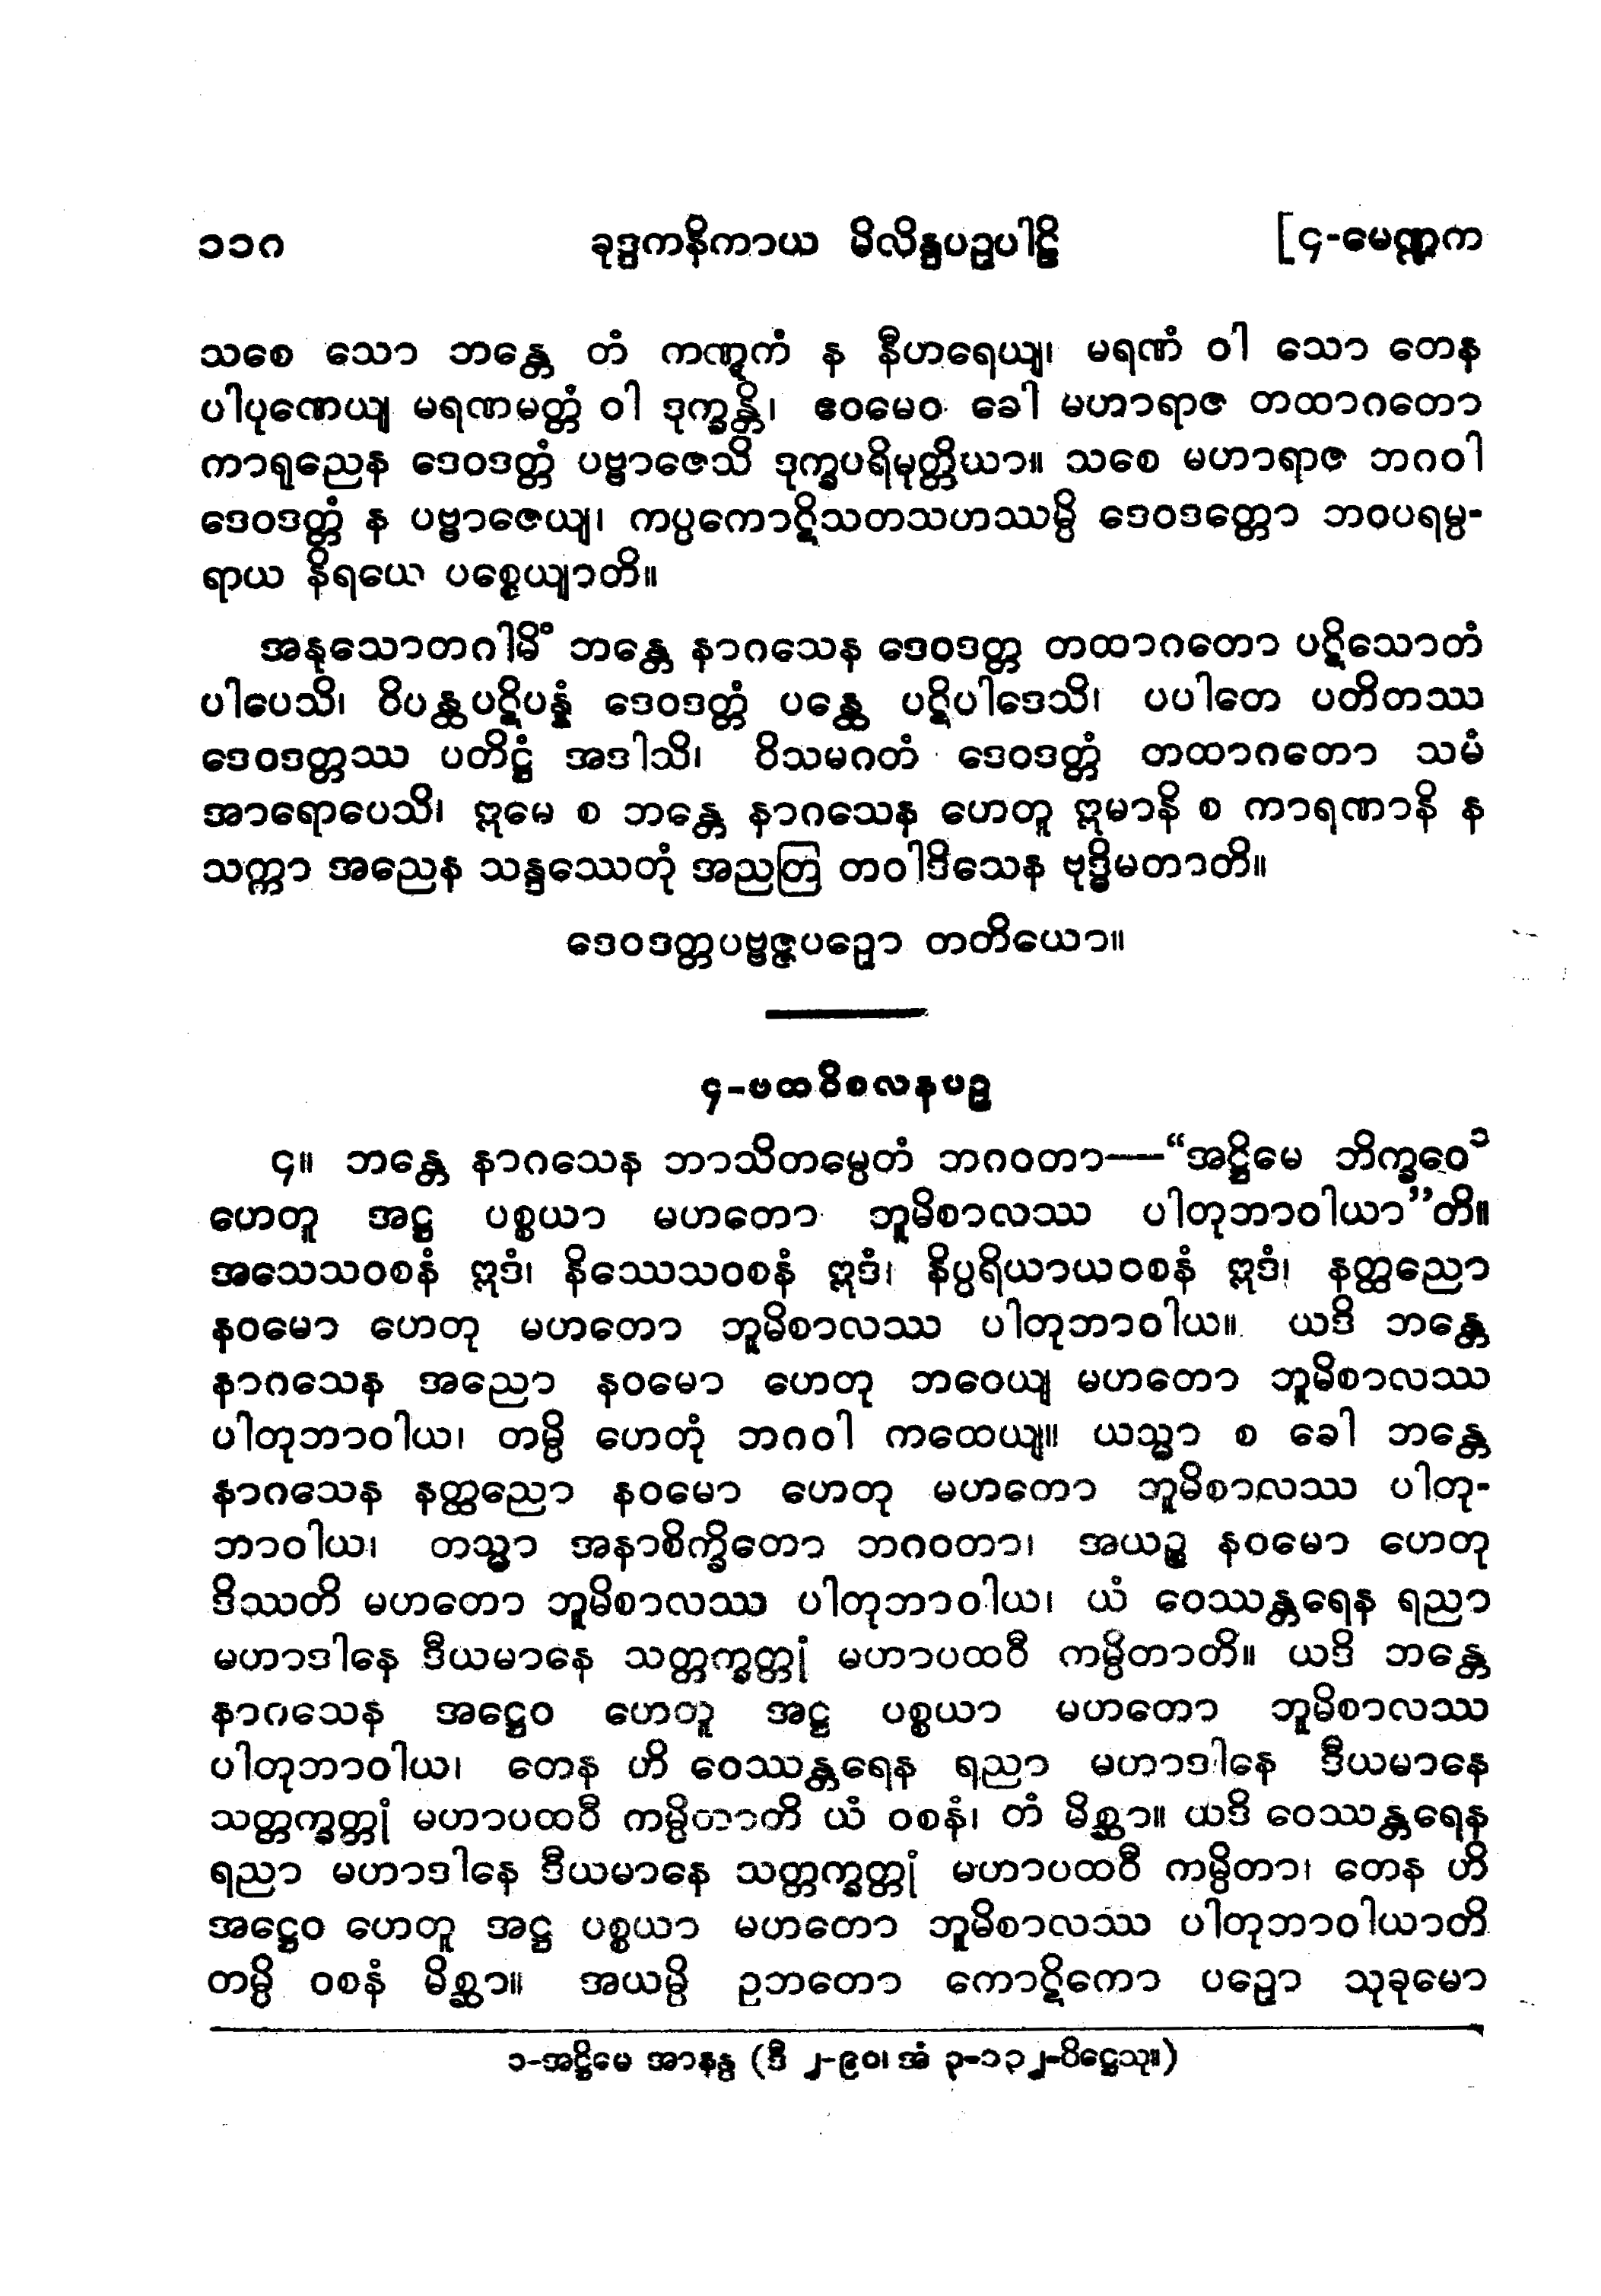 ၁၁၈ ခုဒ္ဒကနိကာယ မိလိန္ဒပဉှပါဠိ [၄-မေဏ္ဍက
သစေ သော ဘန္တေ တံ ကဏ္ဋကံ န နီဟရေယျ၊ မရဏံ ဝါ သော တေန
ပါပုဏေယျ မရဏမတ္တံ ဝါ ဒုက္ခန္တိ၊ ဧဝမေဝ ခေါ မဟာရာဇ တထာဂတော
ကာရုညေန ဒေဝဒတ္တံ ပဗ္ဗာဇေသိ ဒုက္ခပရိမုတ္တိယာ။ သစေ မဟာရာဇ ဘဂဝါ
ဒေဝဒတ္တံ န ပဗ္ဗာဇေယျ၊ ကပ္ပကောဋိသတသဟဿမ္ပိ ဒေဝဒတ္တော ဘဝပရမ္ပ-
ရာယ နိရယေ ပစ္စေယျာတိ။
အနုသောတဂါမိံ ဘန္တေ နာဂသေန ဒေဝဒတ္တ တထာဂတော ပဋိသောတံ
ပါပေသိ၊ ဝိပန္ထပဋိပန္နံ ဒေဝဒတ္တံ ပန္ထေ ပဋိပါဒေသိ၊ ပပါတေ ပတိတဿ
ဒေဝဒတ္တဿ ပတိဋ္ဌံ အဒါသိ၊ ဝိသမဂတံ ဒေဝဒတ္တံ တထာဂတော သမံ
အာရောပေသိ၊ ဣမေ စ ဘန္တေ နာဂသေန ဟေတူ ဣမာနိ စ ကာရဏာနိ န
သက္ကာ အညေန သန္ဒဿေတုံ အညတြ တဝါဒိသေန ဗုဒ္ဓိမတာတိ။
ဒေဝဒတ္တပဗ္ဗဇ္ဇပဉှော တတိယော။
၄-ပထဝိစလနပဉှ
၄။ ဘန္တေ နာဂသေန ဘာသိတမ္ပေတံ ဘဂဝတာ—“အဋ္ဌိမေ ဘိက္ခဝေ၁
ဟေတူ အဋ္ဌ ပစ္စယာ မဟတော ဘူမိစာလဿ ပါတုဘာဝါယာ”တိ။
အသေသဝစနံ ဣဒံ၊ နိဿေသဝစနံ ဣဒံ၊ နိပ္ပရိယာယဝစနံ ဣဒံ၊ နတ္ထညော
နဝမော ဟေတု မဟတော ဘူမိစာလဿ ပါတုဘာဝါယ။ ယဒိ ဘန္တေ
နာဂသေန အညော နဝမော ဟေတု ဘဝေယျ မဟတော ဘူမိစာလဿ
ပါတုဘာဝါယ၊ တမ္ပိ ဟေတုံ ဘဂဝါ ကထေယျ။ ယသ္မာ စ ခေါ ဘန္တေ
နာဂသေန နတ္ထညော နဝမော ဟေတု မဟတော ဘူမိစာလဿ ပါတု-
ဘာဝါယ၊ တသ္မာ အနာစိက္ခိတော ဘဂဝတာ၊ အယဉ္စ နဝမော ဟေတု
ဒိဿတိ မဟတော ဘူမိစာလဿ ပါတုဘာဝါယ၊ ယံ ဝေဿန္တရေန ရညာ
မဟာဒါနေ ဒီယမာနေ သတ္တက္ခတ္တုံ မဟာပထဝီ ကမ္ပိတာတိ။ ယဒိ ဘန္တေ
နာဂသေန အဋ္ဌေဝ ဟေတူ အဋ္ဌ ပစ္စယာ မဟတော ဘူမိစာလဿ
ပါတုဘာဝါယ၊ တေန ဟိ ဝေဿန္တရေန ရညာ မဟာဒါနေ ဒီယမာနေ
သတ္တက္ခတ္တုံ မဟာပထဝီ ကမ္ပိတာတိ ယံ ဝစနံ၊ တံ မိစ္ဆာ။ ယဒိ ဝေဿန္တရေန
ရညာ မဟာဒါနေ ဒီယမာနေ သတ္တက္ခတ္တုံ မဟာပထဝီ ကမ္ပိတာ၊ တေန ဟိ
အဋ္ဌေဝ ဟေတူ အဋ္ဌ ပစ္စယာ မဟတော ဘူမိစာလဿ ပါတုဘာဝါယာတိ
တမ္ပိ ဝစနံ မိစ္ဆာ။ အယမ္ပိ ဥဘတော ကောဋိကော ပဉှော သုခုမော
၁-အဋ္ဌိမေ အာနန္ဒ (ဒီ ၂-၉၀၊ အံ ၃-၁၃၂-ပိဋ္ဌေသု။)